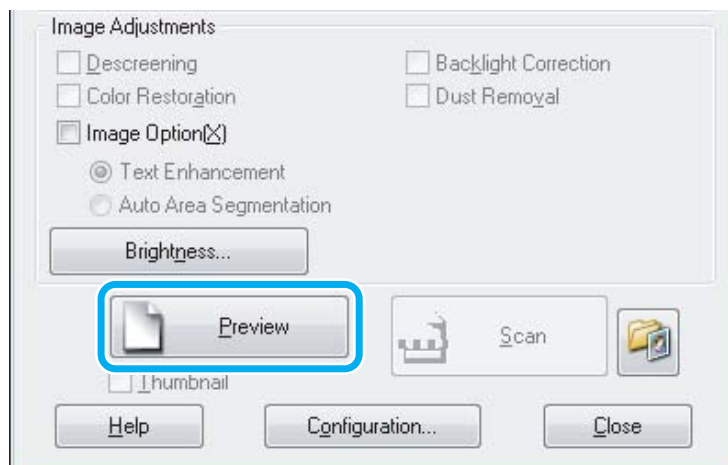 Image Adjustments
Descreening
Backlight Correction
Color Restoration
Dust Removal
Image Option(X)
Text Enhancement
Auto Area Segmentation
Brightness...
Preview
Scan
Thumbnail
Help
Configuration...
Close